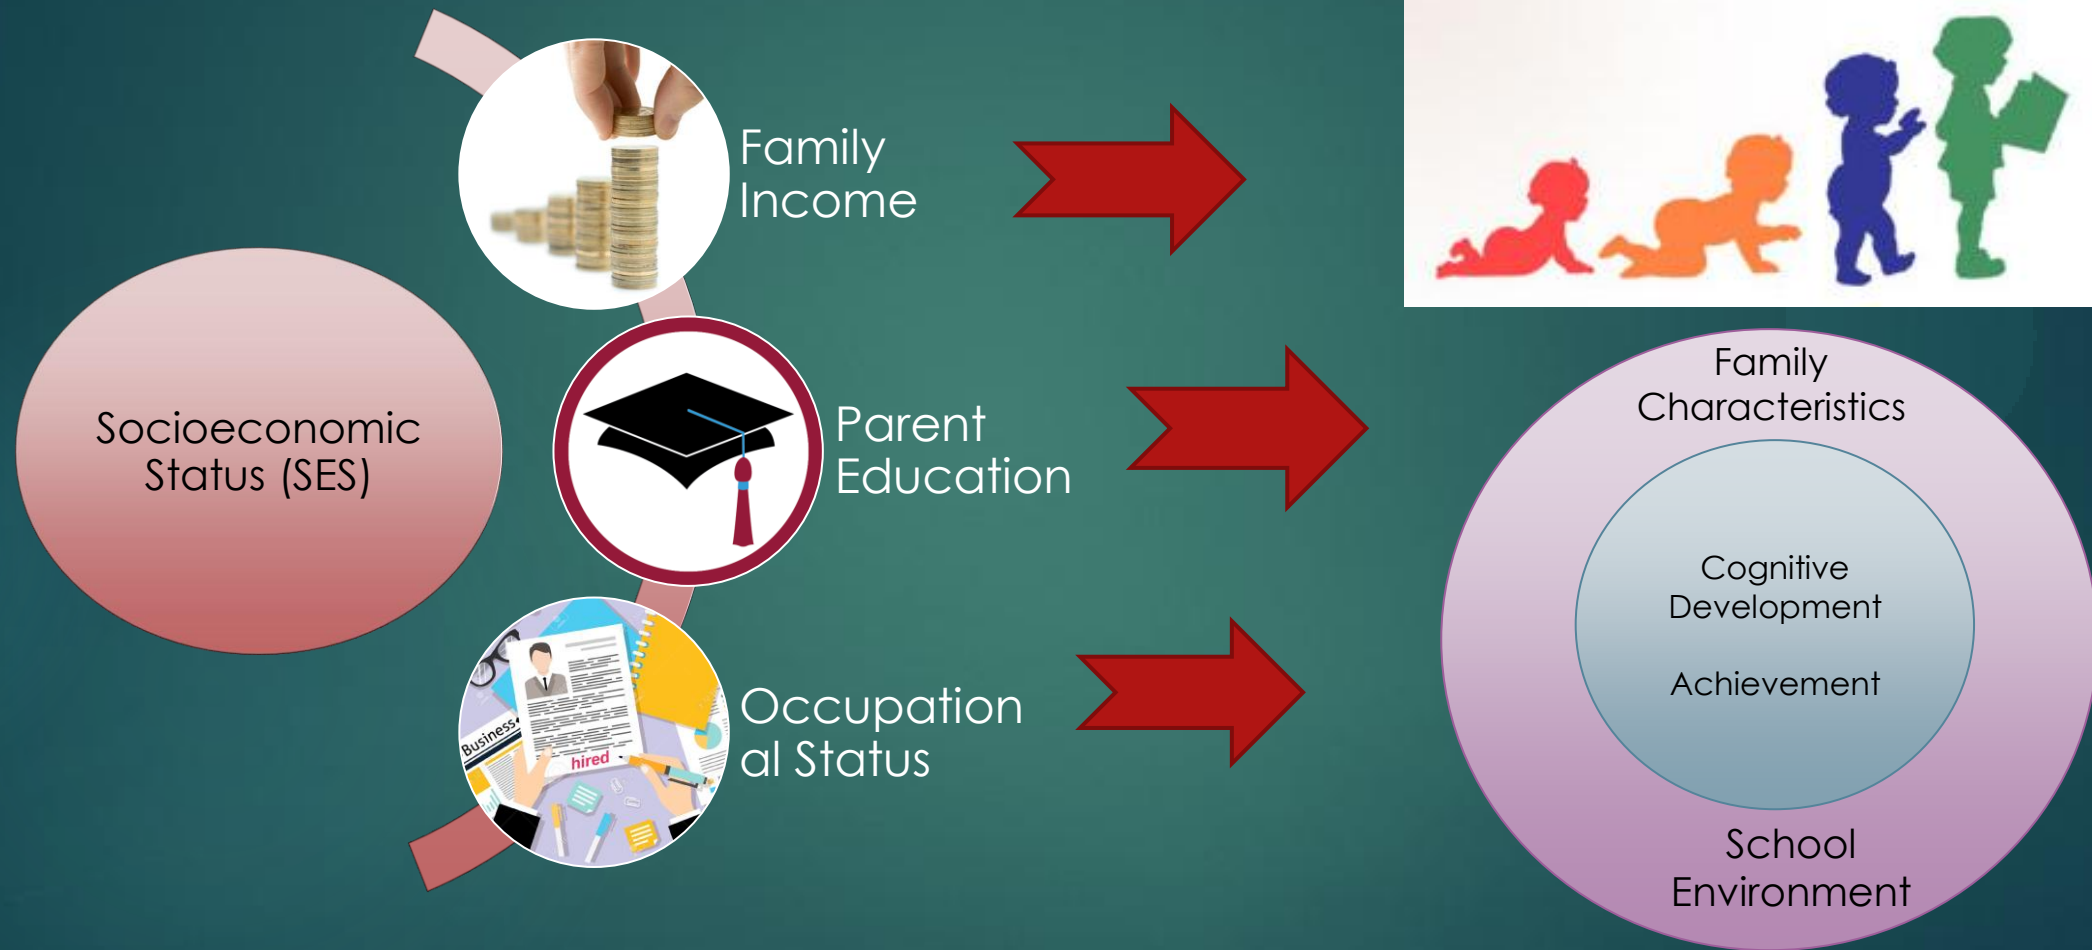 Socioeconomic
Status (SES)
Family
Income
Parent
Education
Occupation
al Status
Business
hired
Family
Characteristics
Cognitive
Development
Achievement
School
Environment